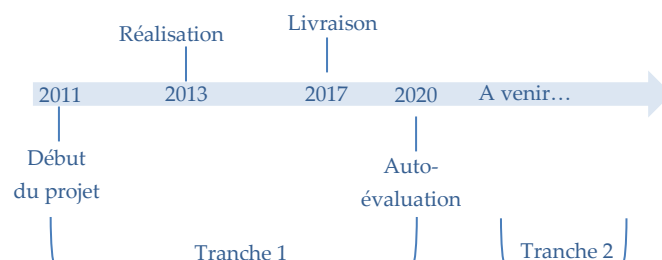 Réalisation
Livraison
2011
2013
2017
2020
A venir…
Début
du projet
Auto-
évaluation
Tranche 1
Tranche 2